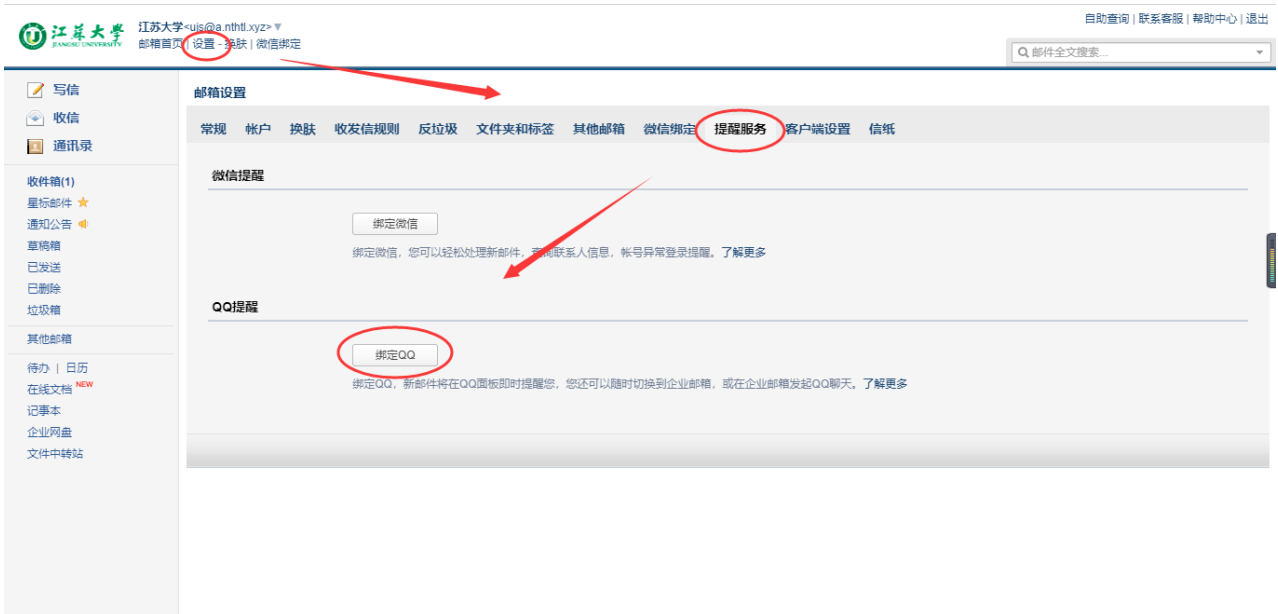 江苏大学
JIANGSU UNIVERSITY
江苏大学<ujs@a.nthtl.xyz>
邮箱首页 | 设置 - 换肤 | 微信绑定
自助查询 | 联系客服 | 帮助中心 | 退出
邮件全文搜索...
写信
收信
通讯录
收件箱(1)
星标邮件
通知公告
草稿箱
已发送
已删除
垃圾箱
其他邮箱
待办 | 日历
在线文档 NEW
记事本
企业网盘
文件中转站
邮箱设置
常规 帐户 换肤 收发信规则 反垃圾 文件夹和标签 其他邮箱 微信绑定 提醒服务 客户端设置 信纸
微信提醒
绑定微信
绑定微信，您可以轻松处理新邮件，查询联系人信息，帐号异常登录提醒。了解更多
QQ提醒
绑定QQ
绑定QQ，新邮件将在QQ面板即时提醒您，您还可以随时切换到企业邮箱，或在企业邮箱发起QQ聊天。了解更多